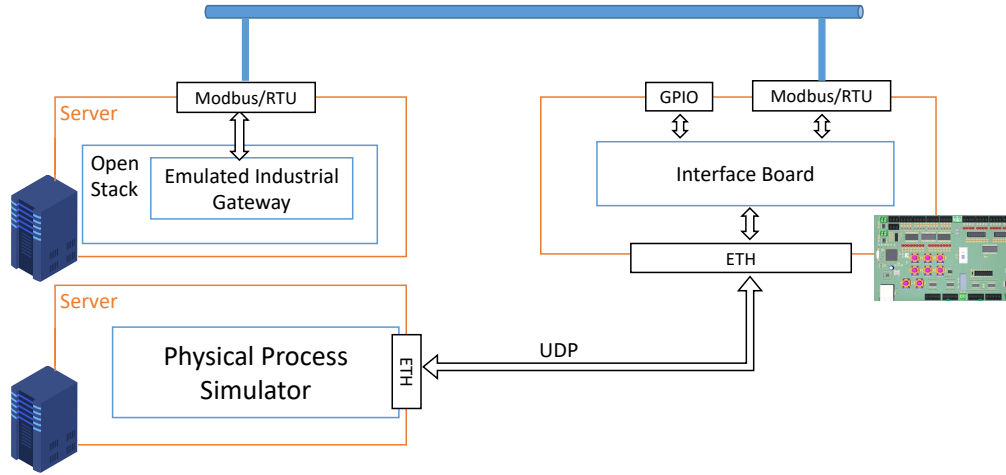 Modbus/RTU
Server
Open
Stack
Emulated Industrial
Gateway
GPIO
Modbus/RTU
Interface Board
ETH
Server
Physical Process
Simulator
ETH
UDP